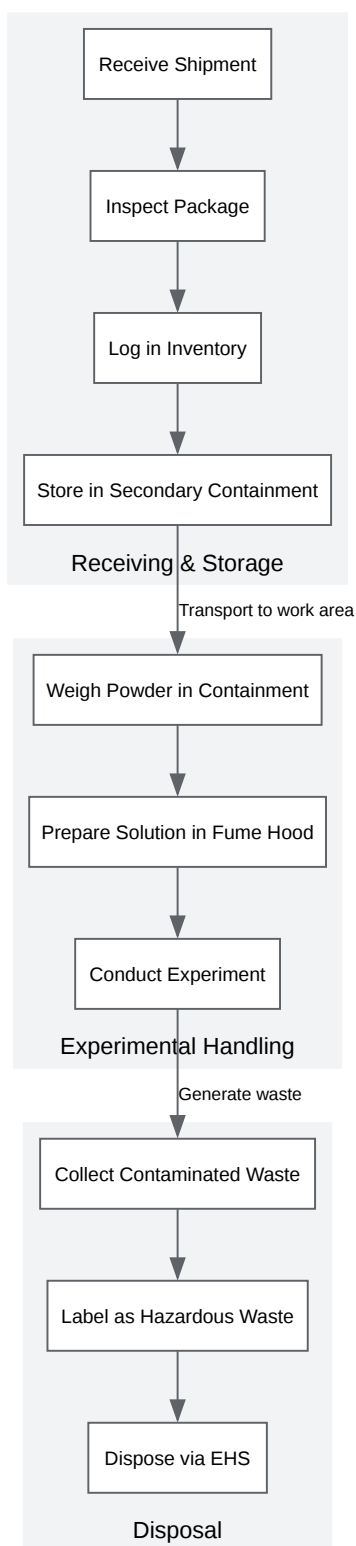 Receive Shipment
Inspect Package
Log in Inventory
Store in Secondary Containment
Receiving & Storage
Transport to work area
Weigh Powder in Containment
Prepare Solution in Fume Hood
Conduct Experiment
Experimental Handling
Generate waste
Collect Contaminated Waste
Label as Hazardous Waste
Dispose via EHS
Disposal